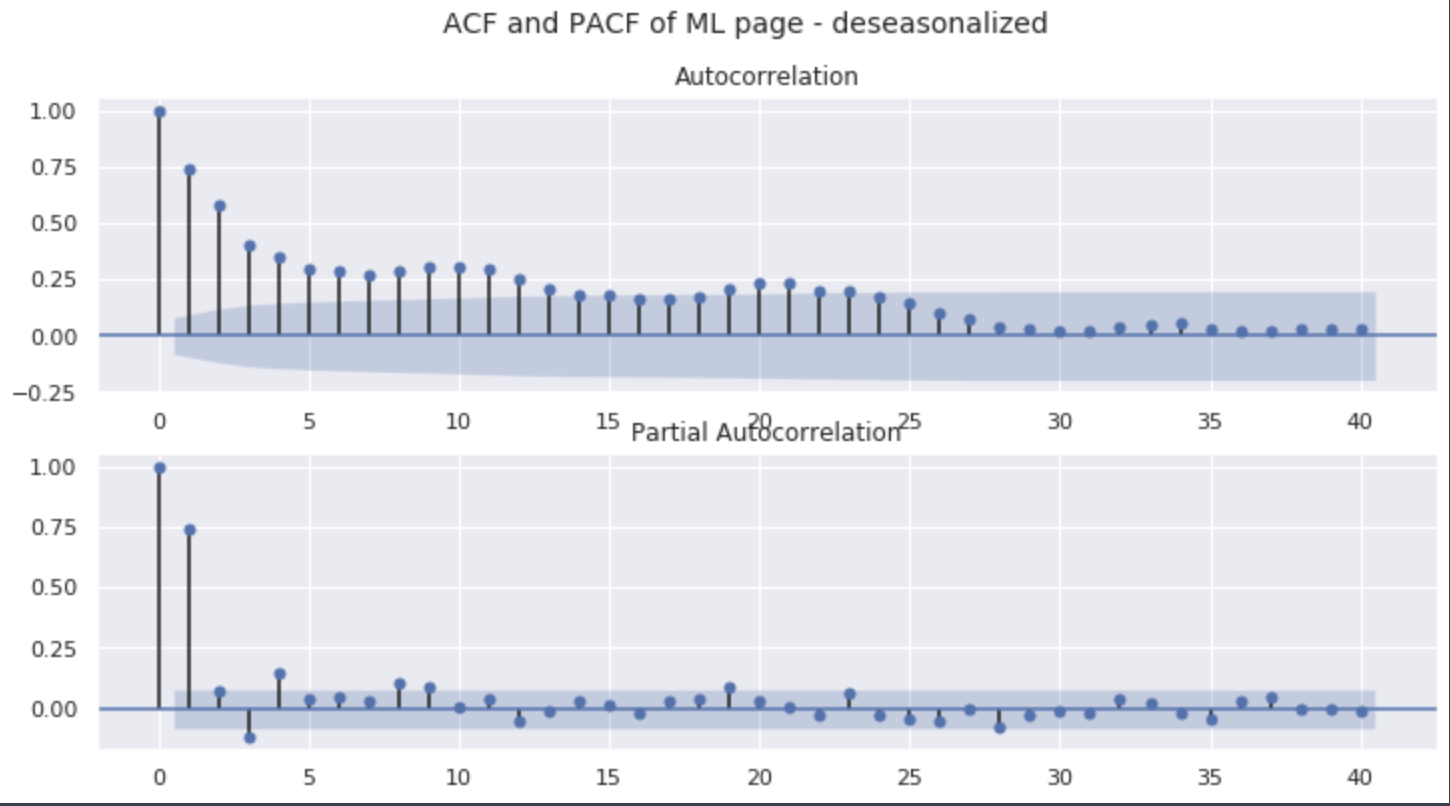 ACF and PACF of ML page - deseasonalized
Autocorrelation
1.00
0.75
0.50
0.25
0.00
−0.25
0 5 10 15 20 25 30 35 40
Partial Autocorrelation
1.00
0.75
0.50
0.25
0.00
0 5 10 15 20 25 30 35 40